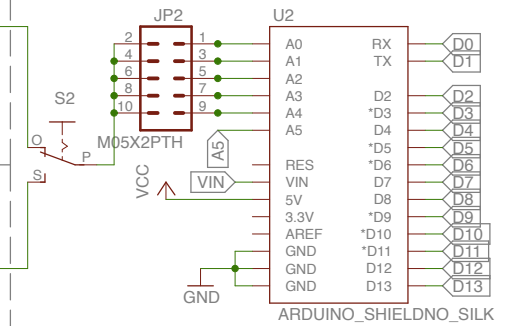 JP2
U2
2
1
4
3
6
5
8
7
10
9
M05X2PTH
S2
O
P
S
A5
VCC
VIN
GND
A0
A1
A2
A3
A4
A5
RES
VIN
5V
3.3V
AREF
GND
GND
GND
RX
TX
D2
*D3
D4
*D5
*D6
D7
D8
*D9
*D10
*D11
D12
D13
D0
D1
D2
D3
D4
D5
D6
D7
D8
D9
D10
D11
D12
D13
ARDUINO_SHIELDNO_SILK